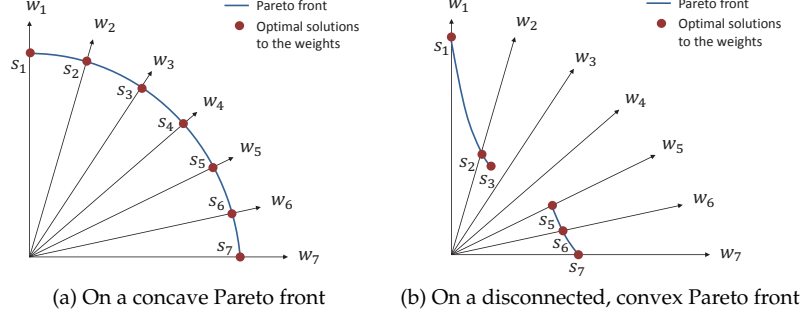 w₁
w₂
w₃
w₄
w₅
w₆
w₇
s₁
s₂
s₃
s₄
s₅
s₆
s₇
Pareto front
Optimal solutions
to the weights
(a) On a concave Pareto front
w₁
w₂
w₃
w₄
w₅
w₆
w₇
s₁
s₂
s₃
s₅
s₆
s₇
Pareto front
Optimal solutions
to the weights
(b) On a disconnected, convex Pareto front